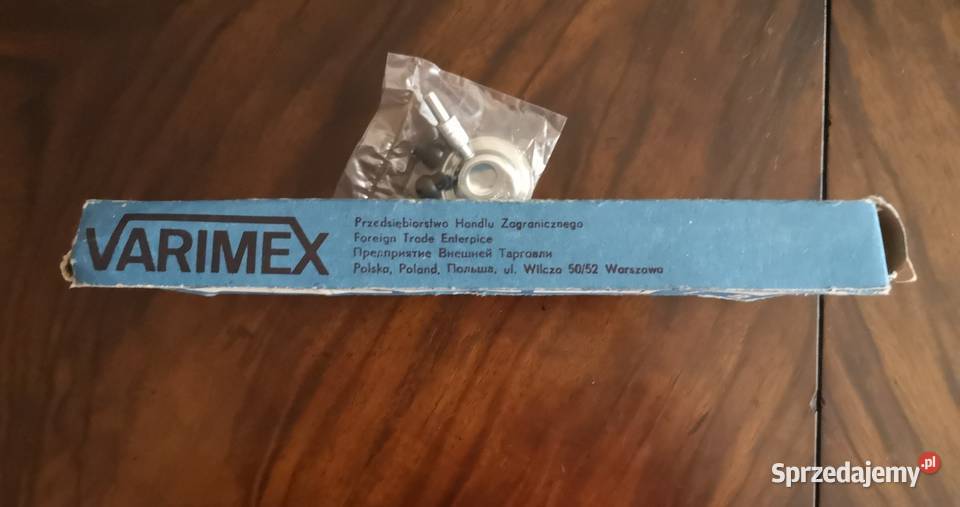 VARIMEX
Przedsiębiorstwo Handlu Zagranicznego
Foreign Trade Enterpice
Предприятие Внешней Тарговли
Polska, Poland, Польша, ul. Wilcza 50/52 Warszawa
Sprzedajemy.pl